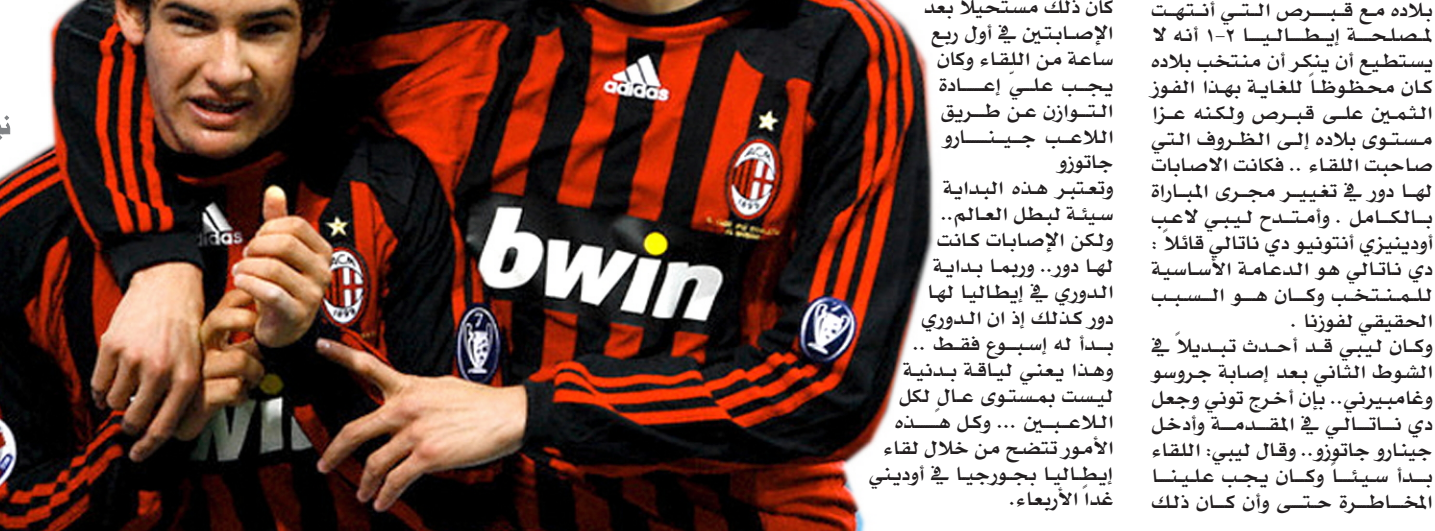 بلاده مع قبرص التي أنتهت
لمصلحة إيطاليا ٢-١ أنه لا
يستطيع أن ينكر أن منتخب بلاده
كان محظوظاً للغاية بهذا الفوز
الثمين على قبرص ولكنه عزا
مستوى بلاده إلى الظروف التي
صاحبت اللقاء .. فكانت الاصابات
لها دور في تغيير مجرى المباراة
بالكامل . وأمتدح ليبي لاعب
أودينيزي أنتونيو دي ناتالي قائلاً :
دي ناتالي هو الدعامة الأساسية
للمنتخب وكان هو السبب
الحقيقي لفوزنا .
وكان ليبي قد أحدث تبديلاً في
الشوط الثاني بعد إصابة جروسو
وغامبيرني.. بإن أخرج توني وجعل
دي ناتالي في المقدمة وأدخل
جينارو جاتوزو.. وقال ليبي: اللقاء
بدأ سيئاً وكان يجب علينا
المخاطرة حتى وأن كان ذلك
كان ذلك مستحيلاً بعد
الإصابتين في أول ربع
ساعة من اللقاء وكان
يجب علي إعادة
التوازن عن طريق
اللاعب جينارو
جاتوزو
وتعتبر هذه البداية
سيئة لبطل العالم..
ولكن الإصابات كانت
لها دور.. وربما بداية
الدوري في إيطاليا لها
دور كذلك إذ ان الدوري
بدأ له إسبوع فقط ..
وهذا يعني لياقة بدنية
ليست بمستوى عالٍ لكل
اللاعبين ... وكل هذه
الأمور تتضح من خلال لقاء
إيطاليا بجورجيا في أوديني
غداً الأربعاء.
adidas
ACM
1899
bwin
7
adidas
ACM